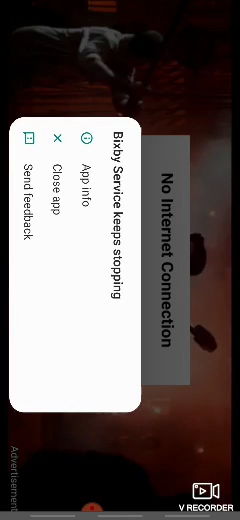 No Internet Connection
Bixby Service keeps stopping
App info
Close app
Send feedback
Advertisement
V RECORDER